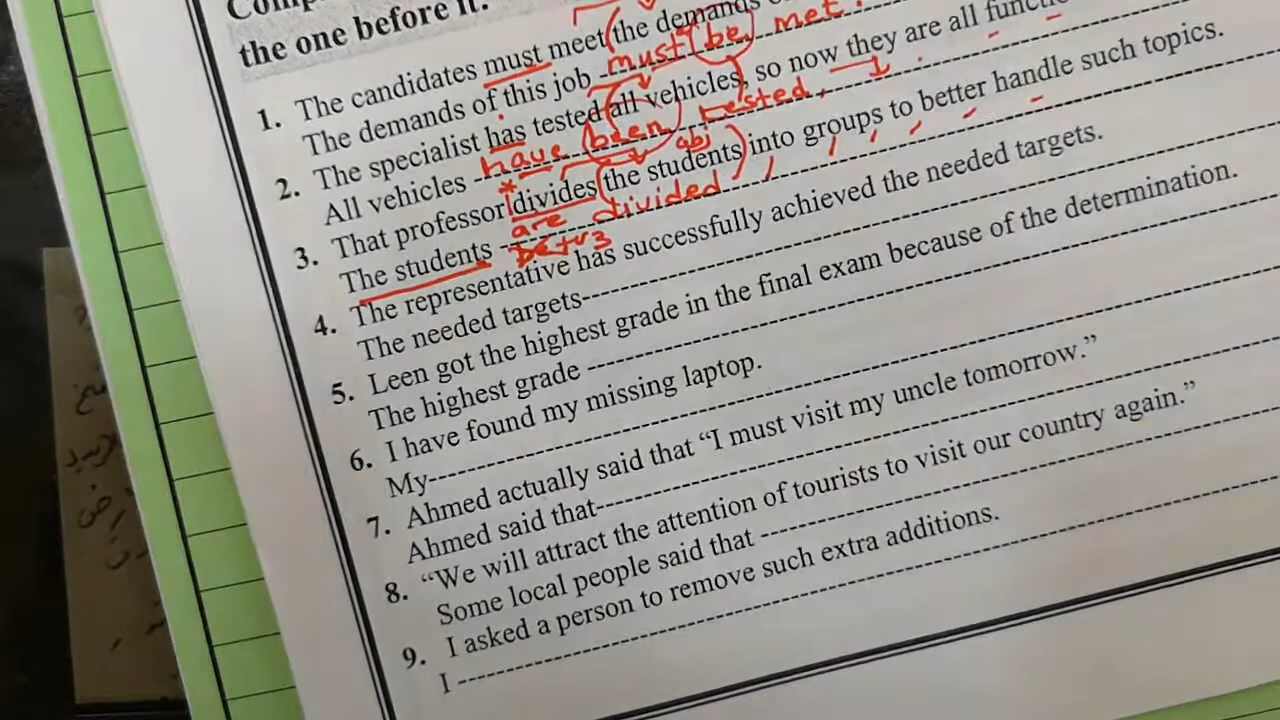 the one before it.
1. The candidates must meet the demands
The demands of this job must be met.
2. The specialist has tested all vehicles, so now they are all
All vehicles have been tested,
obj
3. That professor divides the students into groups to better handle such topics.
The students are divided
be+v3
4. The representative has successfully achieved the needed targets.
The needed targets
5. Leen got the highest grade in the final exam because of the determination.
The highest grade
6. I have found my missing laptop.
My
7. Ahmed actually said that “I must visit my uncle tomorrow.”
Ahmed said that
8. “We will attract the attention of tourists to visit our country again.”
Some local people said that
9. I asked a person to remove such extra additions.
I